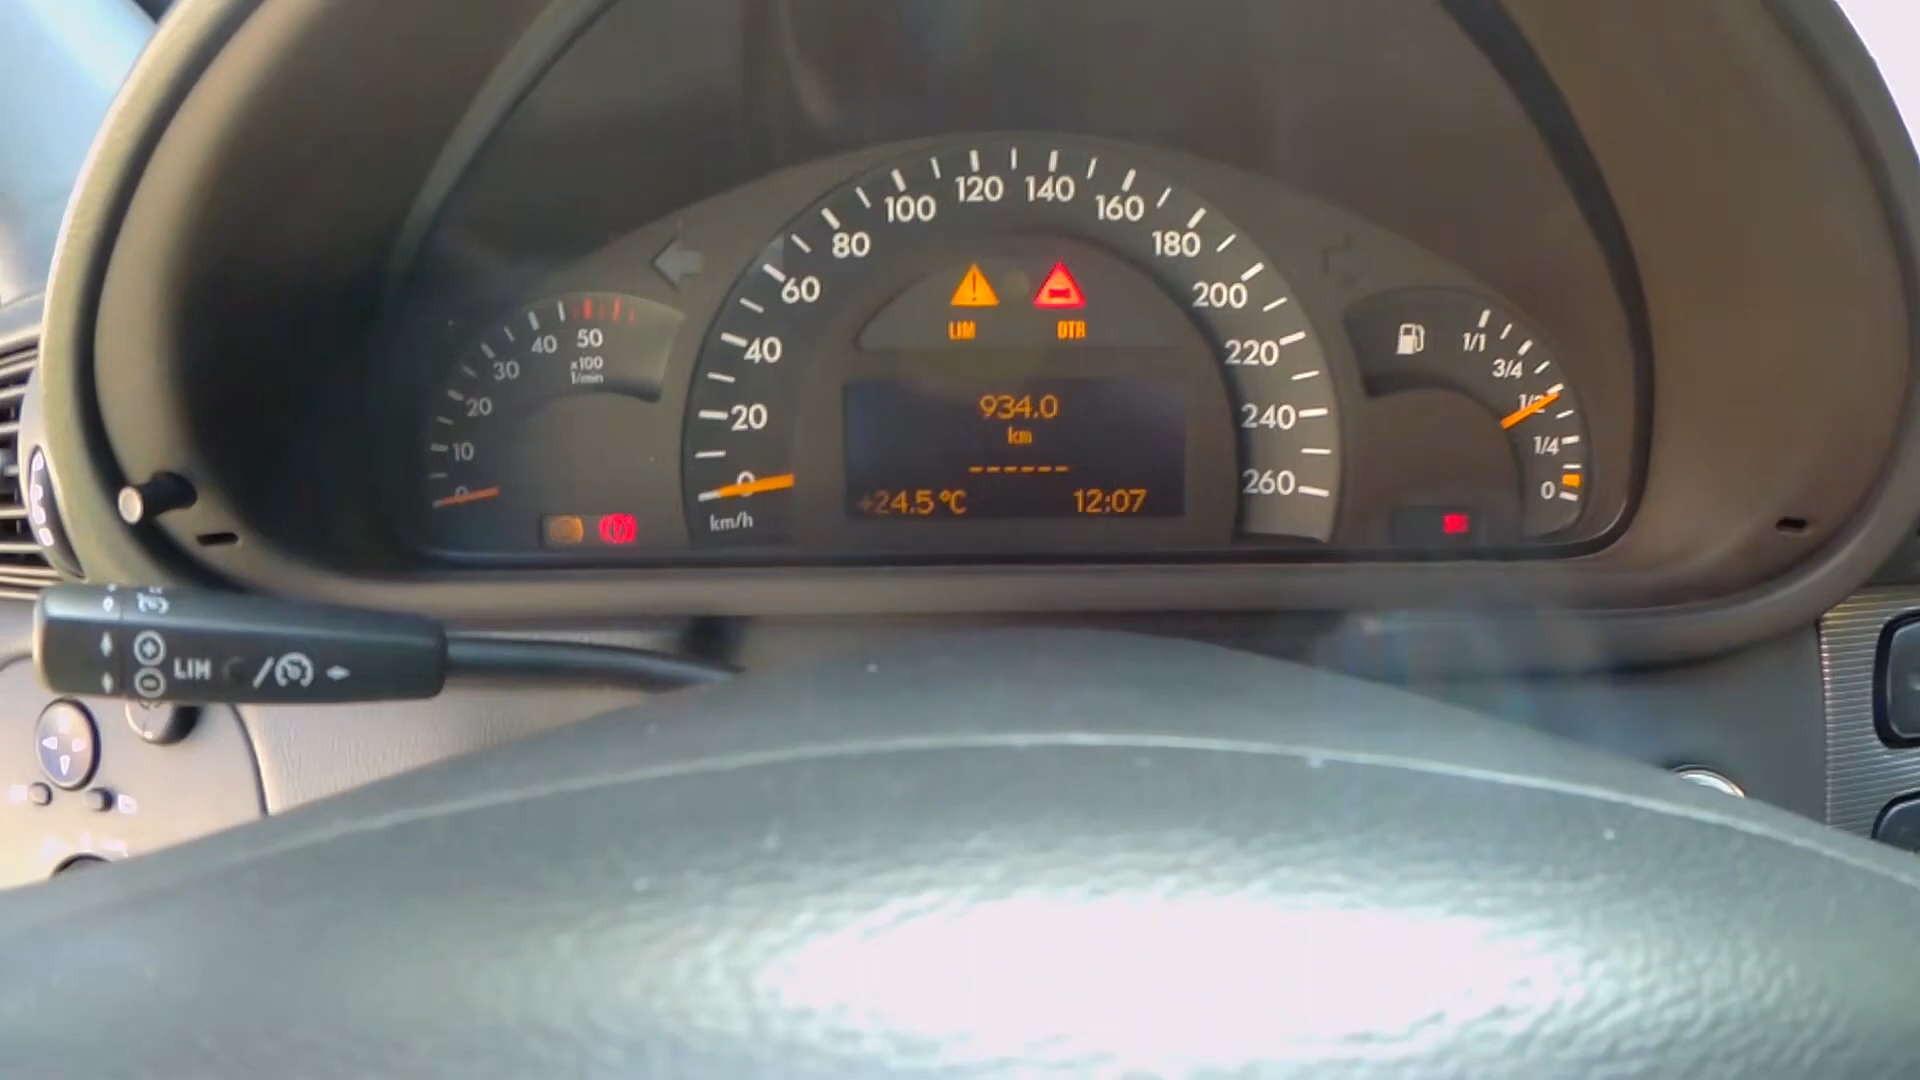 120 140
100 160
80 180
60 200
40 220
20 240
0 260
km/h
LIM DTR
50
40
30
20
10
0
x100
1/min
934.0
km
------
+24.5°C 12:07
1/1
3/4
1/2
1/4
0
LIM